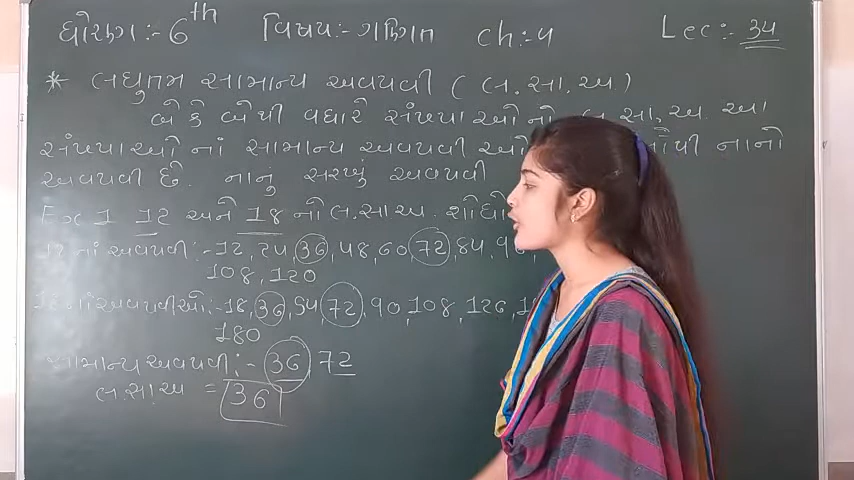 ધોરણ:- 6th વિષય:- ગણિત ch:-4 Lec:- 34
* લઘુતમ સામાન્ય અવયવી ( લ. સા. અ. )
બે કે બેથી વધારે સંખ્યાઓનો લ. સા. અ. આ
સંખ્યાઓ નાં સામાન્ય અવયવી નાનો
અવયવી છે. નાનું સરખું અવયવી
Ex 1 12 અને 18 નો લ.સા.અ. શોધો
12 નાં અવયવી:- 12, 24, 36, 48, 60, 72, 84, 96,
108, 120
18 નાં અવયવીઓ:- 18, 36, 54, 72, 90, 108, 126,
180
સામાન્ય અવયવી:- 36, 72
લ.સા.અ = 36